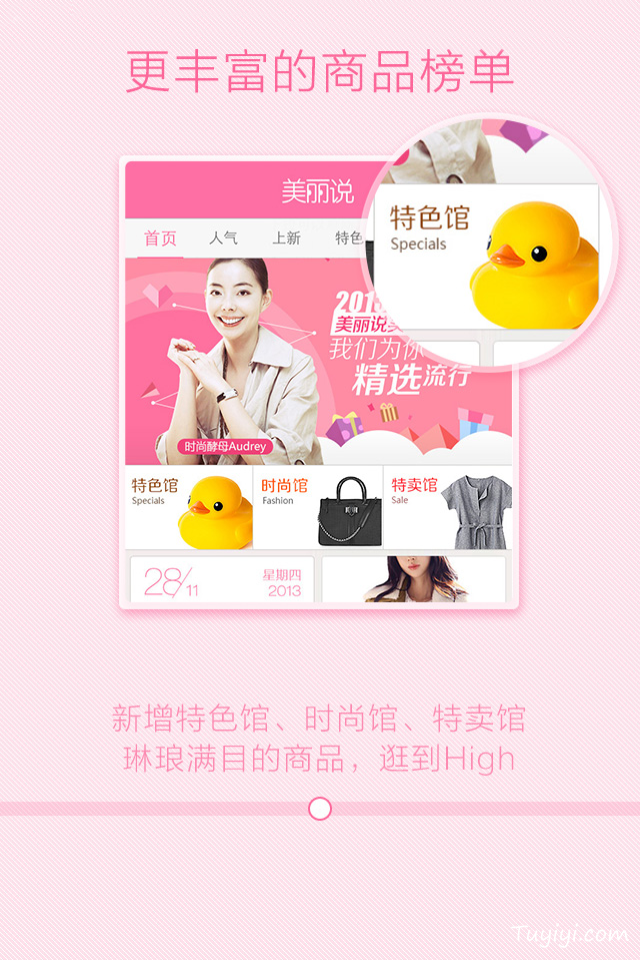 更丰富的商品榜单
美丽说
首页 人气 上新 特色
特色馆
Specials
美丽说
我们为你
精选流行
时尚酵母Audrey
特色馆
Specials
时尚馆
Fashion
特卖馆
Sale
28/11
星期四
2013
新增特色馆、时尚馆、特卖馆
琳琅满目的商品，逛到High
Tuyiyi.com